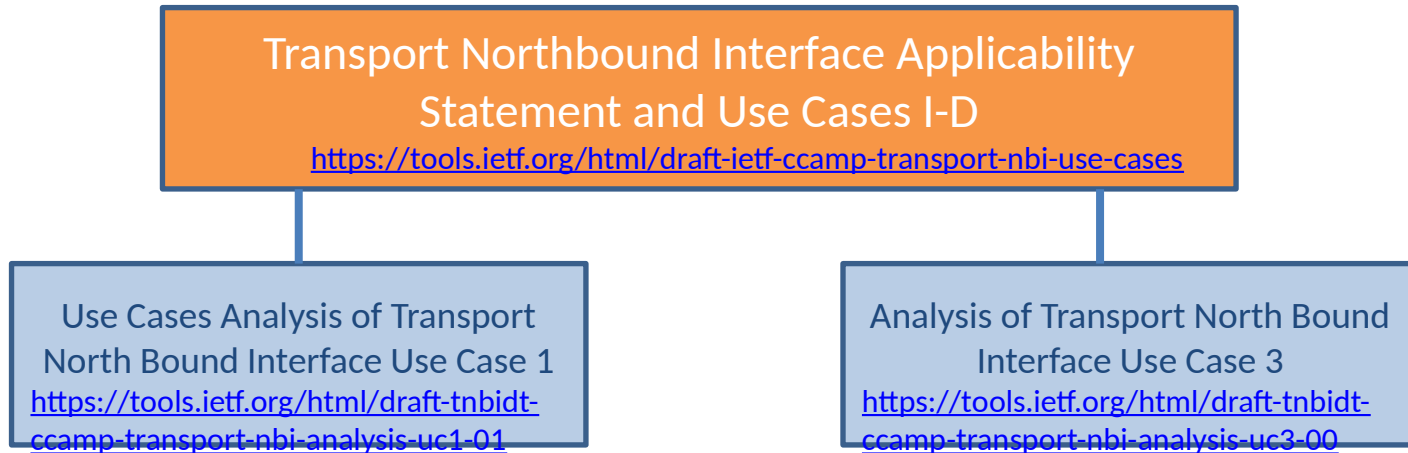 Transport Northbound Interface Applicability
Statement and Use Cases I-D
https://tools.ietf.org/html/draft-ietf-ccamp-transport-nbi-use-cases
Use Cases Analysis of Transport
North Bound Interface Use Case 1
https://tools.ietf.org/html/draft-tnbidt-
ccamp-transport-nbi-analysis-uc1-01
Analysis of Transport North Bound
Interface Use Case 3
https://tools.ietf.org/html/draft-tnbidt-
ccamp-transport-nbi-analysis-uc3-00